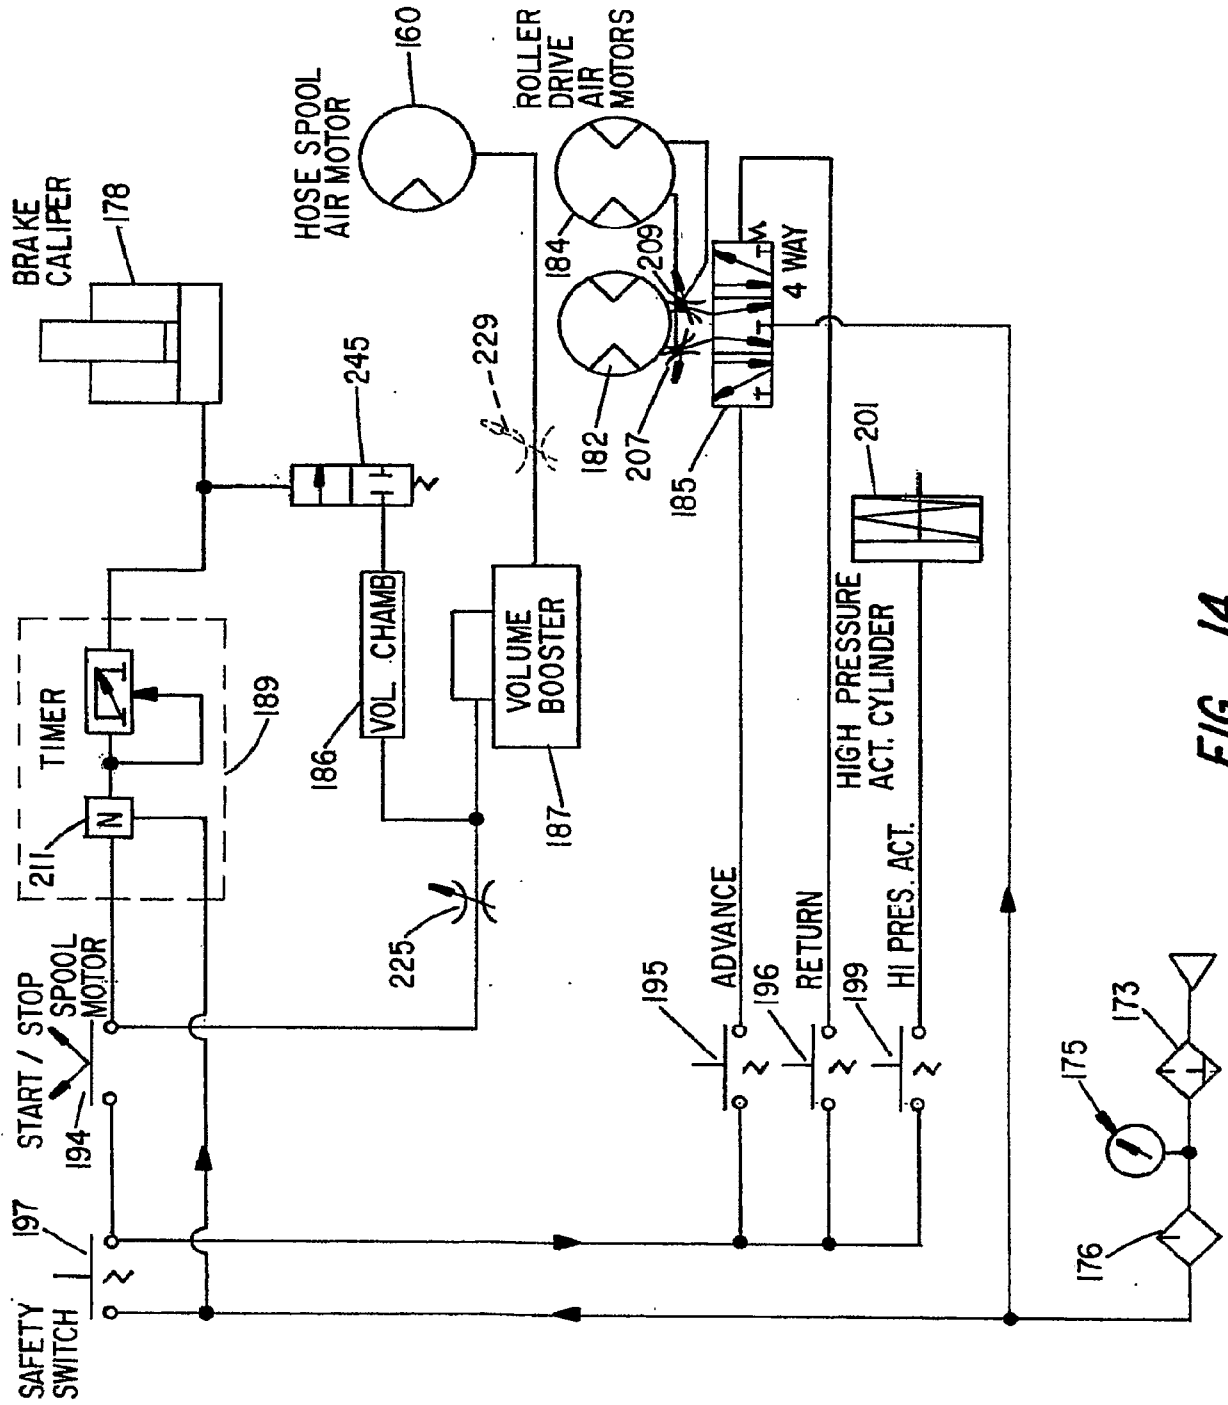 SAFETY
SWITCH
197
START / STOP
SPOOL
MOTOR
194
211
TIMER
189
BRAKE
CALIPER
178
245
VOL. CHAMB
186
225
VOLUME
BOOSTER
187
229
HOSE SPOOL
AIR MOTOR
160
ROLLER
DRIVE
AIR
MOTORS
184
182
209
207
185
4 WAY
195
ADVANCE
196
RETURN
199
HI PRES. ACT.
HIGH PRESSURE
ACT. CYLINDER
201
176
175
173
N
FIG. 14